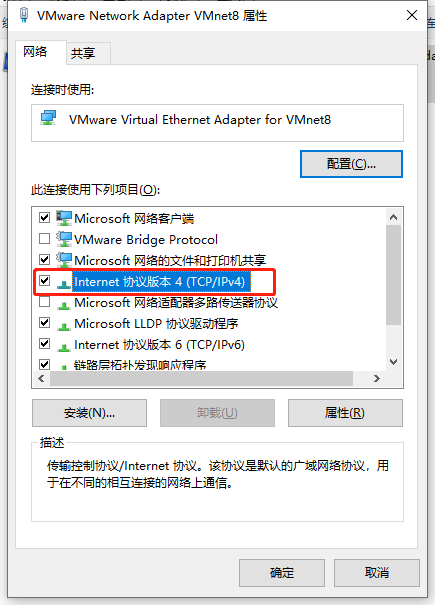 VMware Network Adapter VMnet8 属性
网络
共享
连接时使用:
VMware Virtual Ethernet Adapter for VMnet8
配置(C)...
此连接使用下列项目(O):
Microsoft 网络客户端
VMware Bridge Protocol
Microsoft 网络的文件和打印机共享
Internet 协议版本 4 (TCP/IPv4)
Microsoft 网络适配器多路传送器协议
Microsoft LLDP 协议驱动程序
Internet 协议版本 6 (TCP/IPv6)
链路层拓扑发现响应程序
安装(N)...
卸载(U)
属性(R)
描述
传输控制协议/Internet 协议。该协议是默认的广域网络协议，用
于在不同的相互连接的网络上通信。
确定
取消